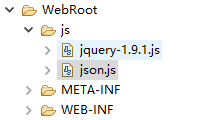 WebRoot
js
jquery-1.9.1.js
json.js
META-INF
WEB-INF